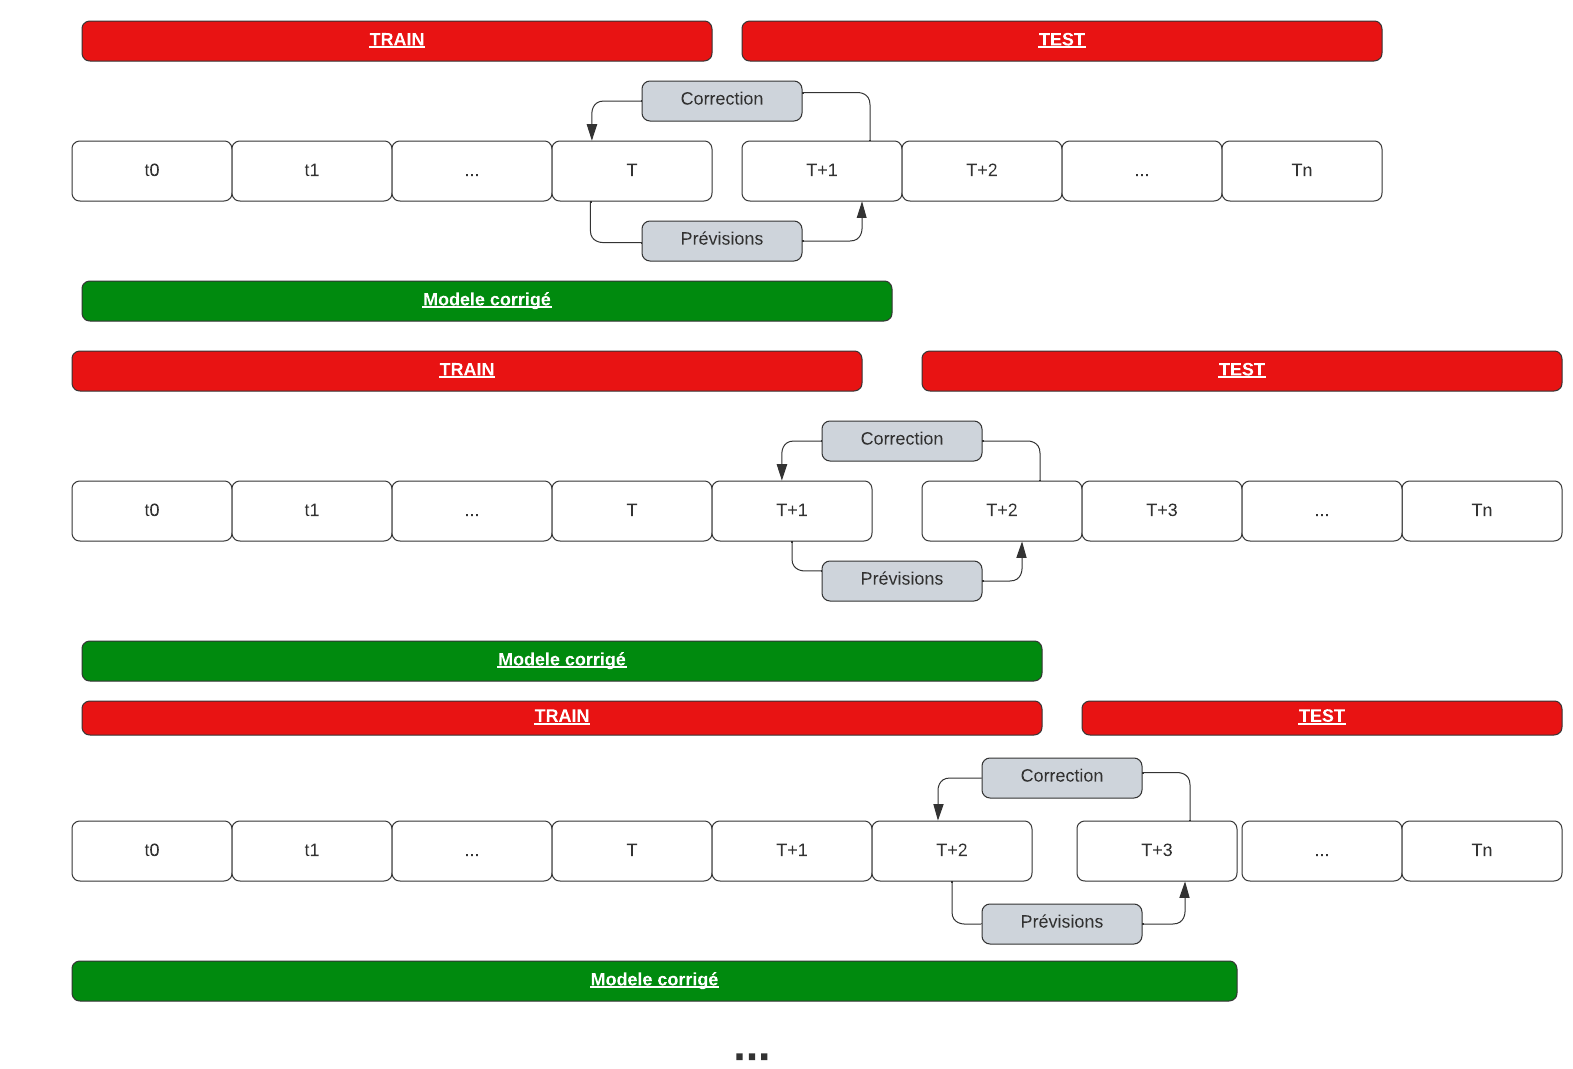 TRAIN TEST
Correction
t0 t1 ... T T+1 T+2 ... Tn
Prévisions
Modele corrigé
TRAIN TEST
Correction
t0 t1 ... T T+1 T+2 T+3 ... Tn
Prévisions
Modele corrigé
TRAIN TEST
Correction
t0 t1 ... T T+1 T+2 T+3 ... Tn
Prévisions
Modele corrigé
...